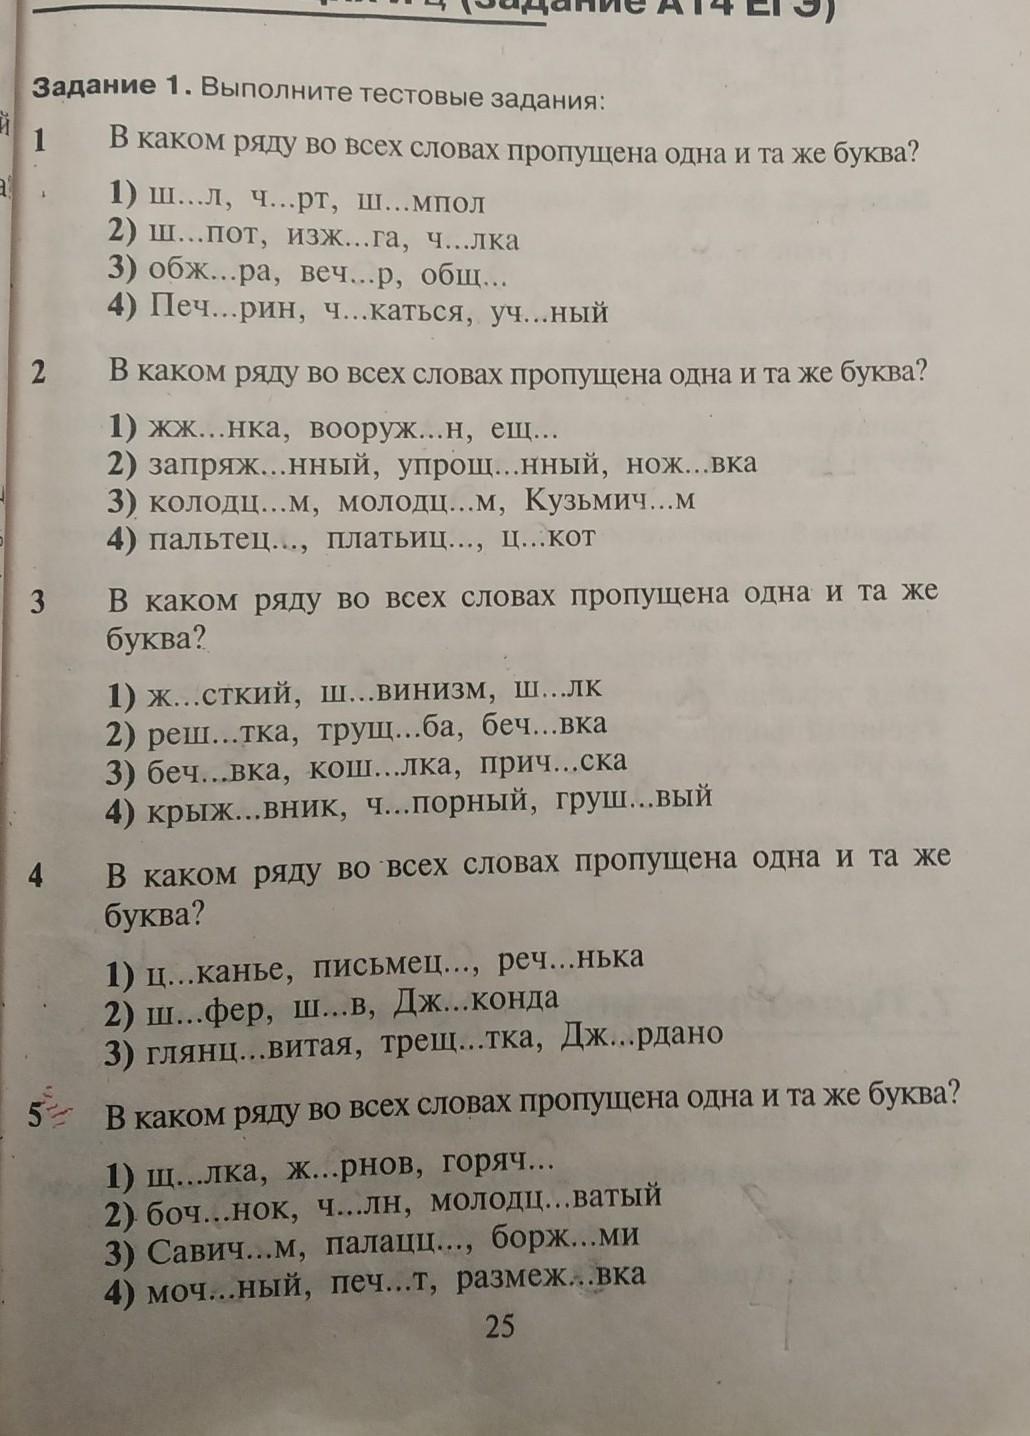 (задание А14 ЕГЭ)
Задание 1. Выполните тестовые задания:
1 В каком ряду во всех словах пропущена одна и та же буква?
1) ш...л, ч...рт, ш...мпол
2) ш...пот, изж...га, ч...лка
3) обж...ра, веч...р, общ...
4) Печ...рин, ч...каться, уч...ный
2 В каком ряду во всех словах пропущена одна и та же буква?
1) жж...нка, вооруж...н, ещ...
2) запряж...нный, упрощ...нный, нож...вка
3) колодц...м, молодц...м, Кузьмич...м
4) пальтец..., платьиц..., ц...кот
3 В каком ряду во всех словах пропущена одна и та же
буква?
1) ж...сткий, ш...винизм, ш...лк
2) реш...тка, трущ...ба, беч...вка
3) беч...вка, кош...лка, прич...ска
4) крыж...вник, ч...порный, груш...вый
4 В каком ряду во всех словах пропущена одна и та же
буква?
1) ц...канье, письмец..., реч...нька
2) ш...фер, ш...в, Дж...конда
3) глянц...витая, трещ...тка, Дж...рдано
5 В каком ряду во всех словах пропущена одна и та же буква?
1) щ...лка, ж...рнов, горяч...
2) боч...нок, ч...лн, молодц...ватый
3) Савич...м, палацц..., борж...ми
4) моч...ный, печ...т, размеж...вка
25